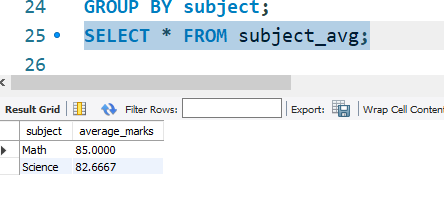 24 GROUP BY subject;
25 SELECT * FROM subject_avg;
26
Result Grid Filter Rows: Export: Wrap Cell Conten
subject average_marks
Math 85.0000
Science 82.6667